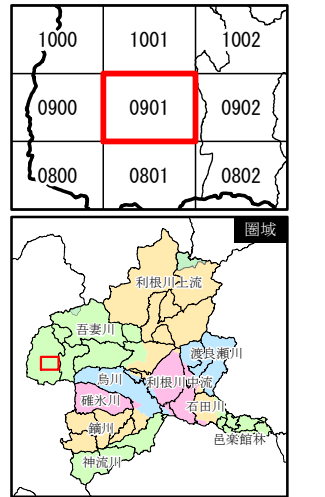 1000 1001 1002
0900 0901 0902
0800 0801 0802
圏域
利根川上流
吾妻川
渡良瀬川
烏川 利根川中流
碓氷川
石田川
鏑川
邑楽館林
神流川